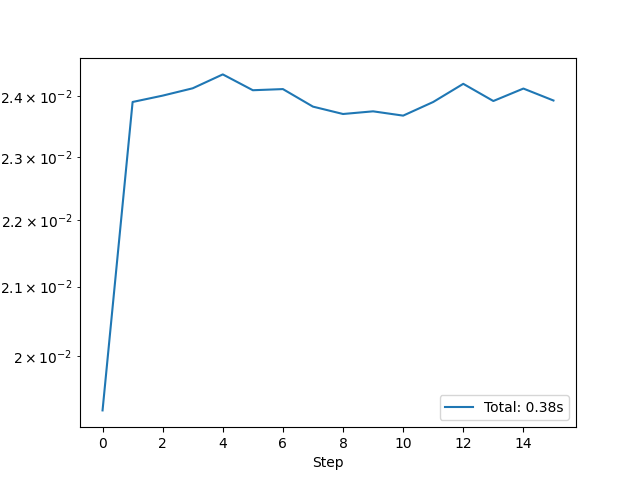 2.4 × 10⁻²
2.3 × 10⁻²
2.2 × 10⁻²
2.1 × 10⁻²
2 × 10⁻²
Total: 0.38s
0 2 4 6 8 10 12 14
Step